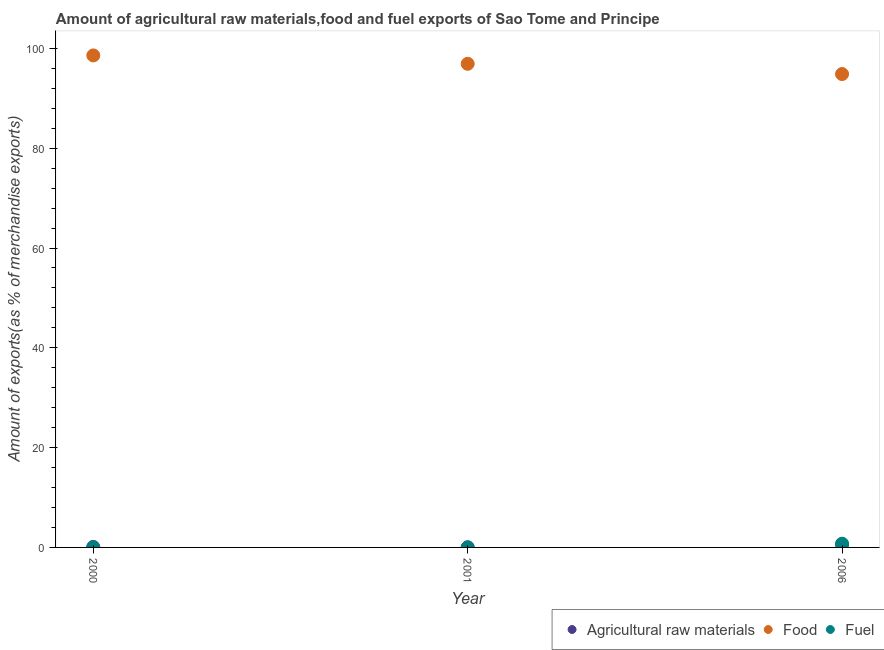 Amount of agricultural raw materials,food and fuel exports of Sao Tome and Principe
Amount of exports(as % of merchandise exports)
100
80
60
40
20
0
2000
2001
2006
Year
Agricultural raw materials
Food
Fuel